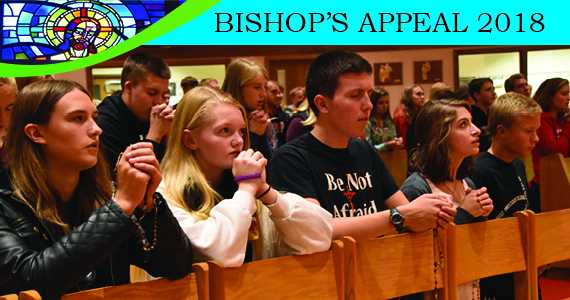 BISHOP'S APPEAL 2018
Be Not
Afraid